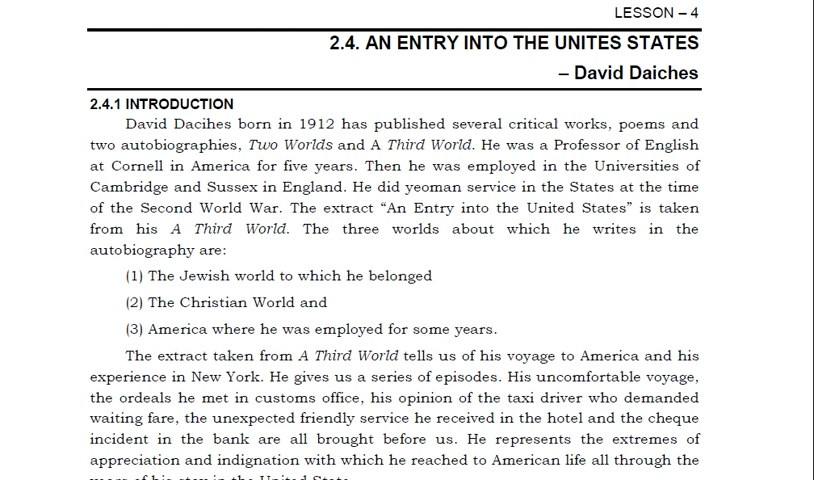 LESSON – 4
2.4. AN ENTRY INTO THE UNITES STATES
– David Daiches
2.4.1 INTRODUCTION
David Dacihes born in 1912 has published several critical works, poems and
two autobiographies, Two Worlds and A Third World. He was a Professor of English
at Cornell in America for five years. Then he was employed in the Universities of
Cambridge and Sussex in England. He did yeoman service in the States at the time
of the Second World War. The extract “An Entry into the United States” is taken
from his A Third World. The three worlds about which he writes in the
autobiography are:
(1) The Jewish world to which he belonged
(2) The Christian World and
(3) America where he was employed for some years.
The extract taken from A Third World tells us of his voyage to America and his
experience in New York. He gives us a series of episodes. His uncomfortable voyage,
the ordeals he met in customs office, his opinion of the taxi driver who demanded
waiting fare, the unexpected friendly service he received in the hotel and the cheque
incident in the bank are all brought before us. He represents the extremes of
appreciation and indignation with which he reached to American life all through the
years of his stay in the United State